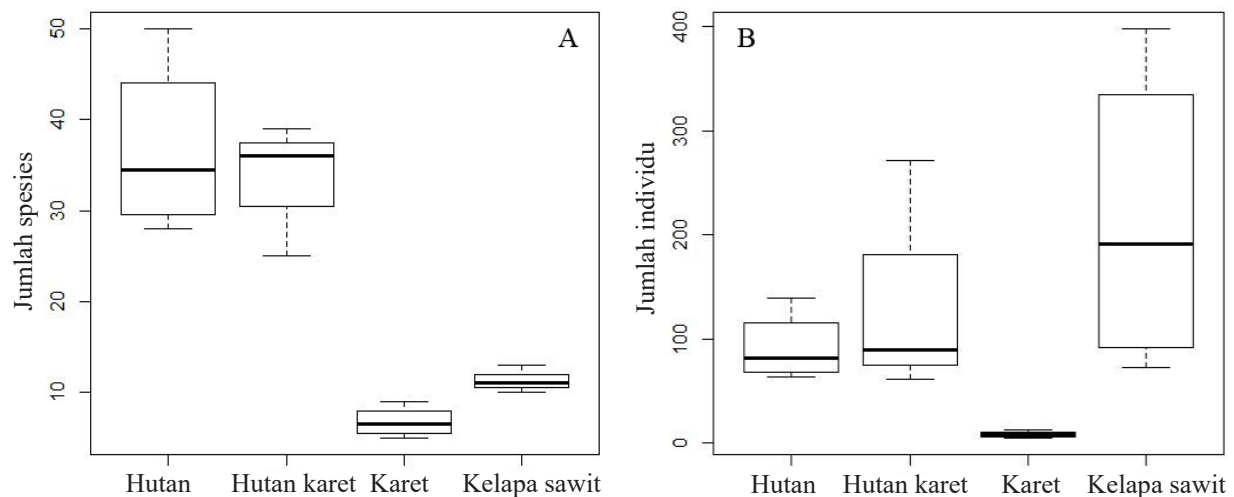 A
Jumlah spesies
50
40
30
20
10
Hutan Hutan karet Karet Kelapa sawit
B
Jumlah individu
400
300
200
100
0
Hutan Hutan karet Karet Kelapa sawit